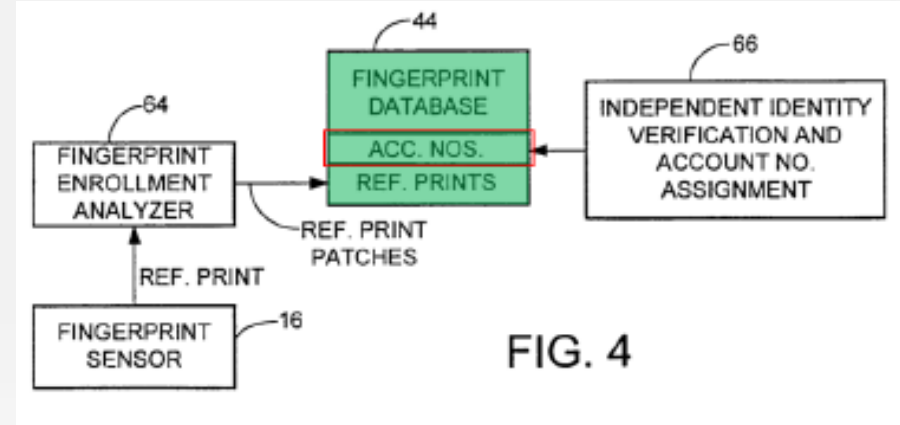 44
FINGERPRINT
DATABASE
ACC. NOS.
REF. PRINTS
66
INDEPENDENT IDENTITY
VERIFICATION AND
ACCOUNT NO.
ASSIGNMENT
64
FINGERPRINT
ENROLLMENT
ANALYZER
REF. PRINT
PATCHES
REF. PRINT
FINGERPRINT
SENSOR
16
FIG. 4